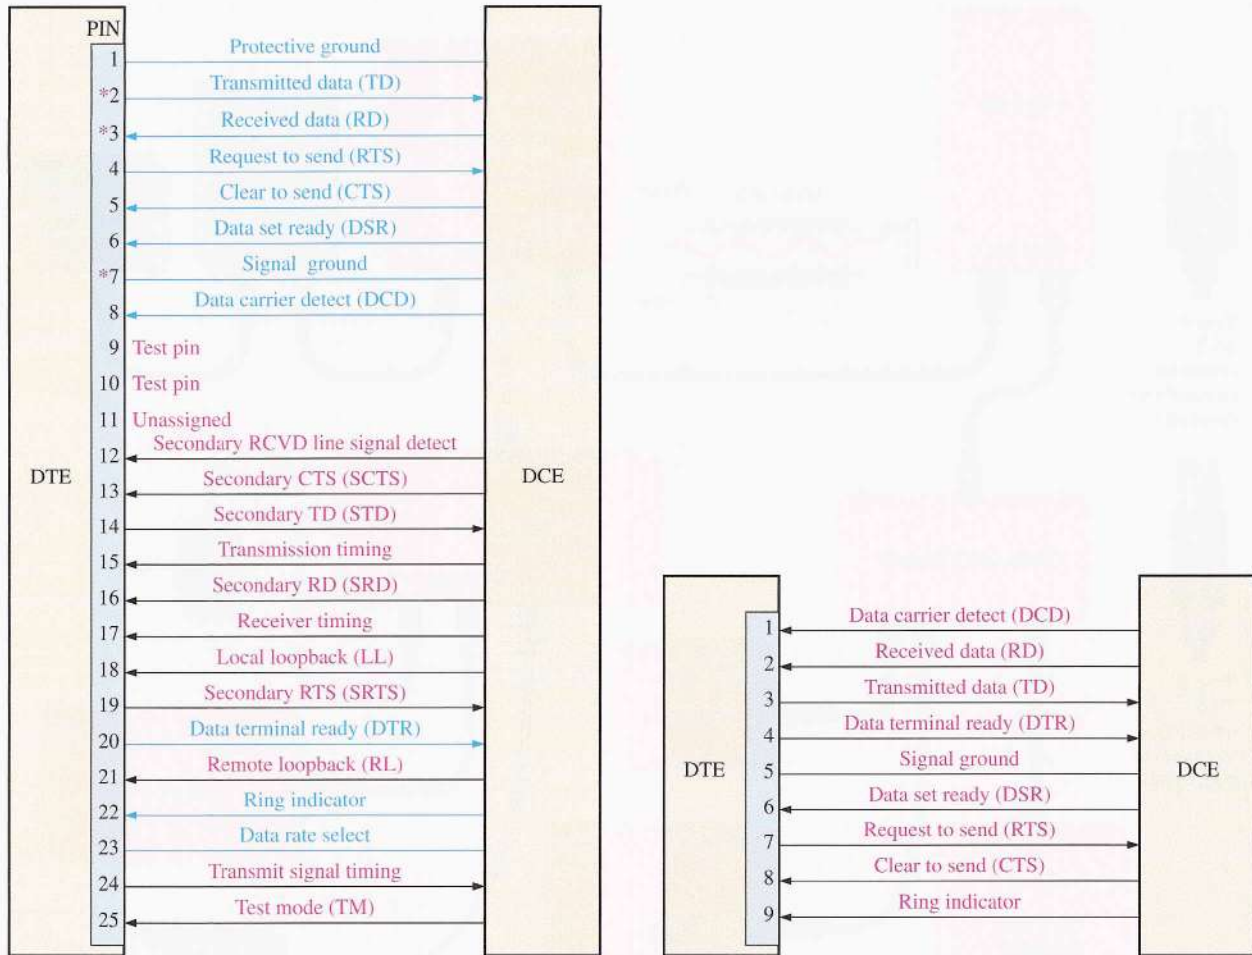 PIN
1 Protective ground
*2 Transmitted data (TD)
*3 Received data (RD)
4 Request to send (RTS)
5 Clear to send (CTS)
6 Data set ready (DSR)
*7 Signal ground
8 Data carrier detect (DCD)
9 Test pin
10 Test pin
11 Unassigned
12 Secondary RCVD line signal detect
13 Secondary CTS (SCTS)
14 Secondary TD (STD)
15 Transmission timing
16 Secondary RD (SRD)
17 Receiver timing
18 Local loopback (LL)
19 Secondary RTS (SRTS)
20 Data terminal ready (DTR)
21 Remote loopback (RL)
22 Ring indicator
23 Data rate select
24 Transmit signal timing
25 Test mode (TM)
DTE
DCE
1 Data carrier detect (DCD)
2 Received data (RD)
3 Transmitted data (TD)
4 Data terminal ready (DTR)
5 Signal ground
6 Data set ready (DSR)
7 Request to send (RTS)
8 Clear to send (CTS)
9 Ring indicator
DTE
DCE